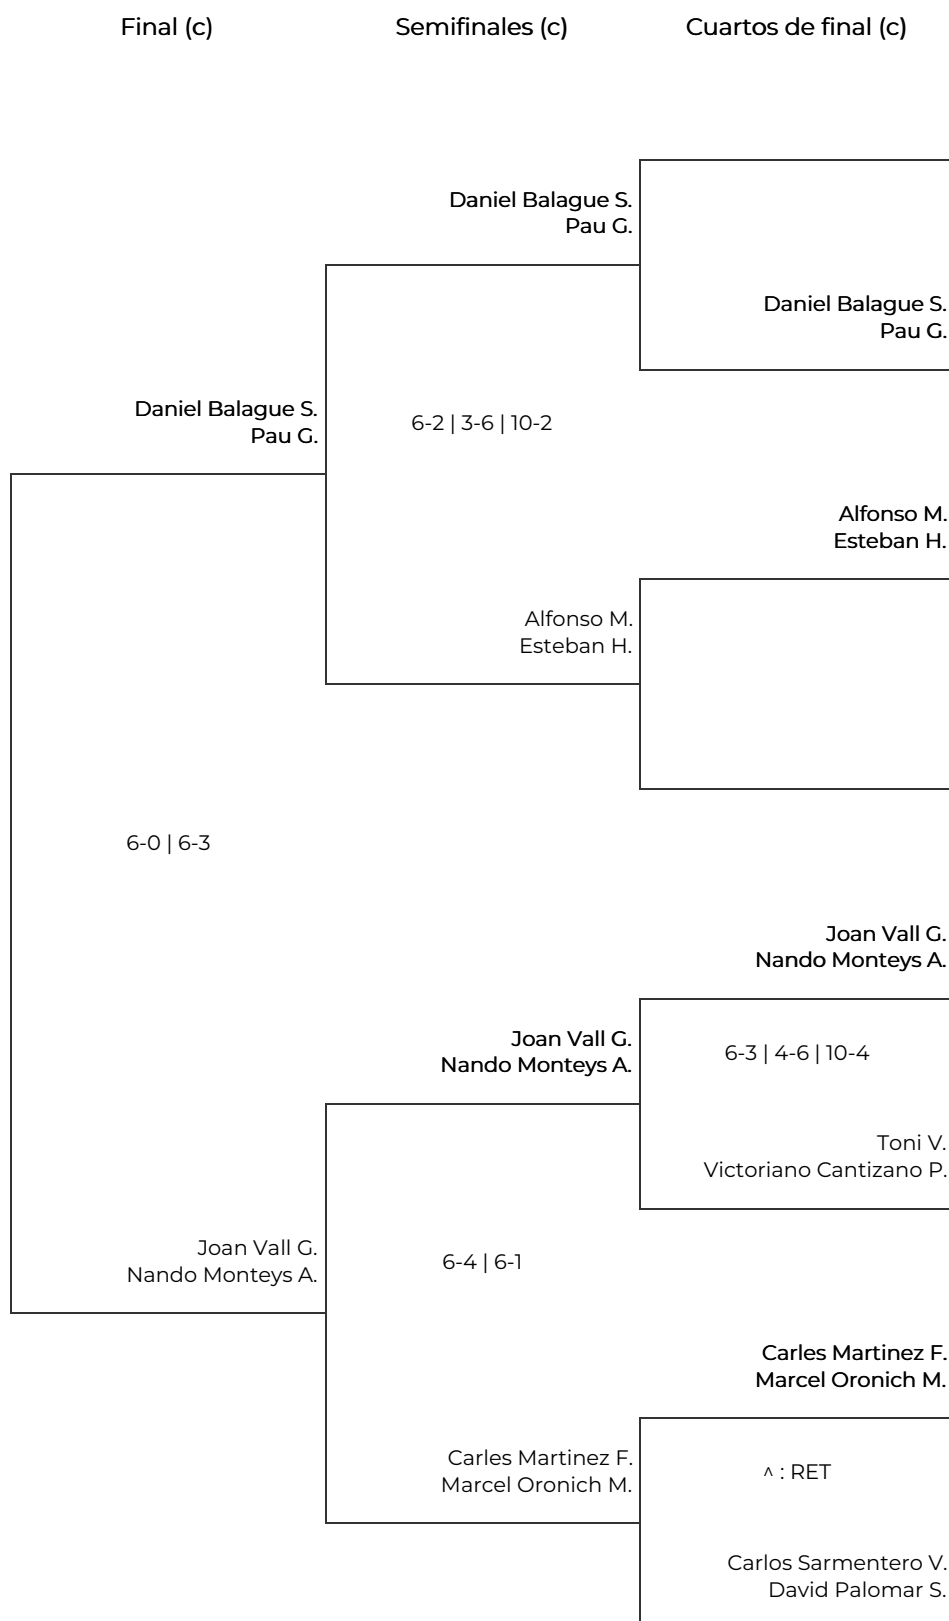 Final (c)
Semifinales (c)
Cuartos de final (c)
Daniel Balague S.
Pau G.
Daniel Balague S.
Pau G.
Daniel Balague S.
Pau G.
6-2 | 3-6 | 10-2
Alfonso M.
Esteban H.
Alfonso M.
Esteban H.
6-0 | 6-3
Joan Vall G.
Nando Monteys A.
Joan Vall G.
Nando Monteys A.
6-3 | 4-6 | 10-4
Toni V.
Victoriano Cantizano P.
Joan Vall G.
Nando Monteys A.
6-4 | 6-1
Carles Martinez F.
Marcel Oronich M.
Carles Martinez F.
Marcel Oronich M.
^ : RET
Carlos Sarmentero V.
David Palomar S.